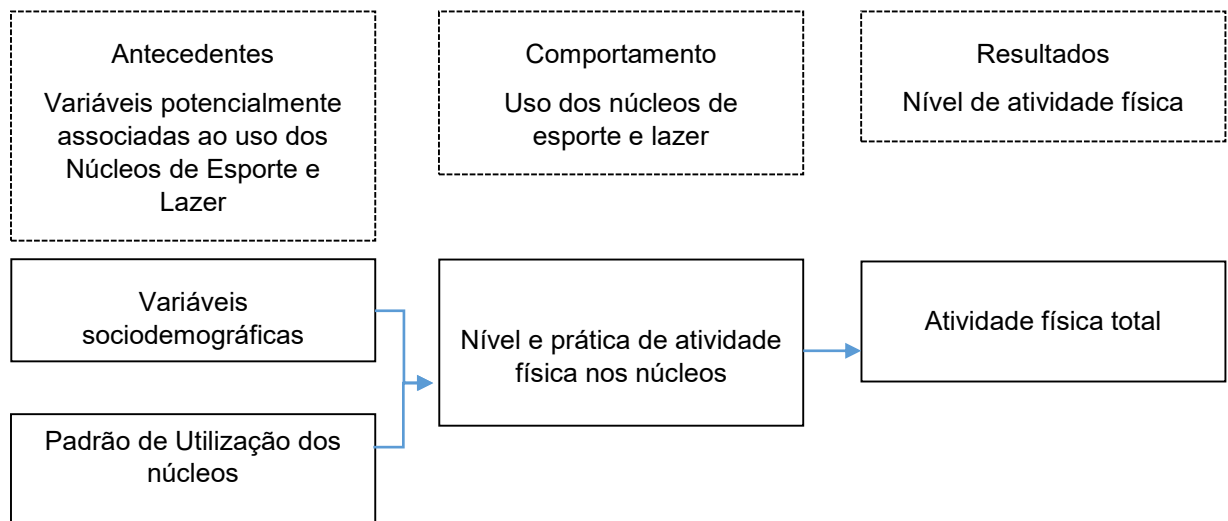 Antecedentes
Variáveis potencialmente
associadas ao uso dos
Núcleos de Esporte e
Lazer
Comportamento
Uso dos núcleos de
esporte e lazer
Resultados
Nível de atividade física
Variáveis
sociodemográficas
Padrão de Utilização dos
núcleos
Nível e prática de atividade
física nos núcleos
Atividade física total